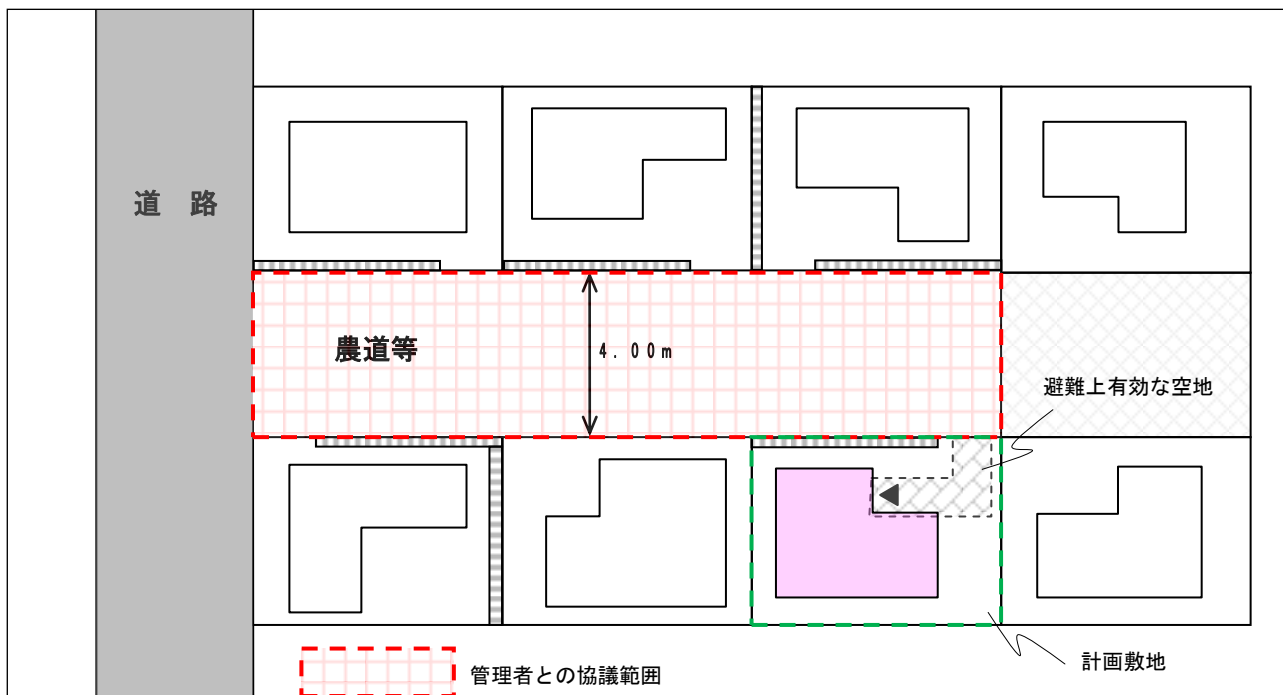 道　路
農道等
4.00m
避難上有効な空地
計画敷地
管理者との協議範囲